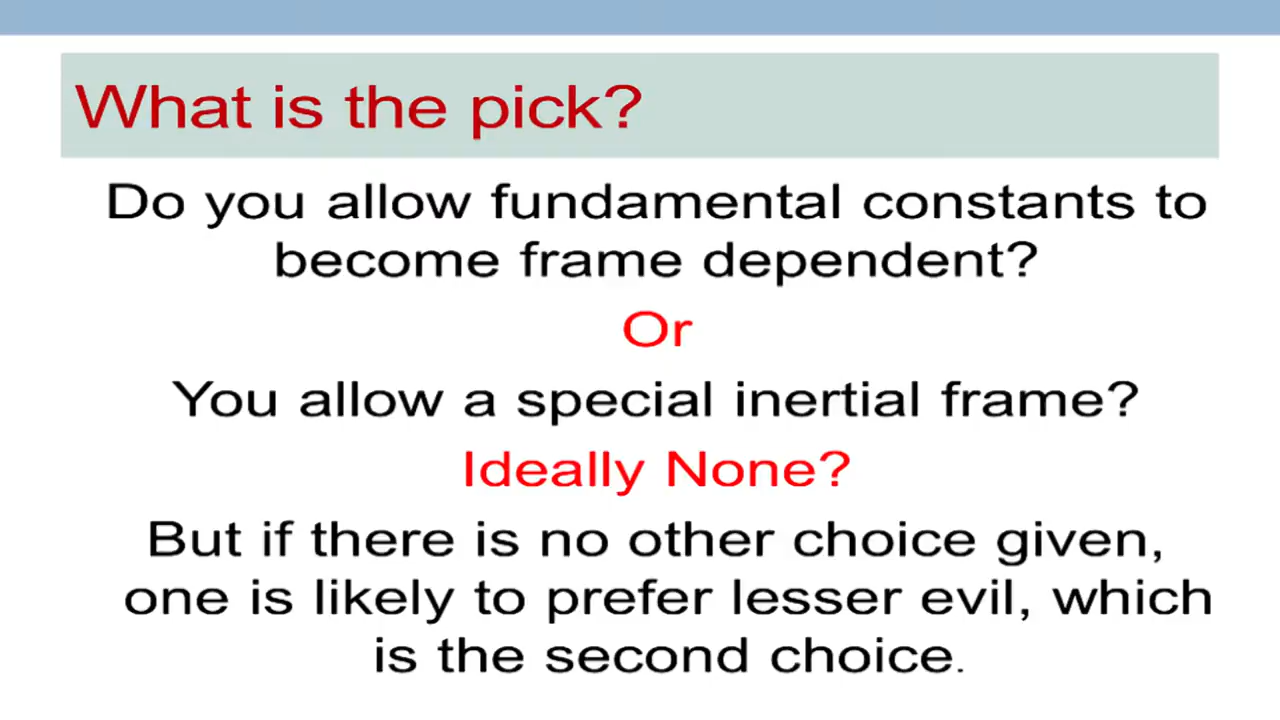 What is the pick?
Do you allow fundamental constants to
become frame dependent?
Or
You allow a special inertial frame?
Ideally None?
But if there is no other choice given,
one is likely to prefer lesser evil, which
is the second choice.